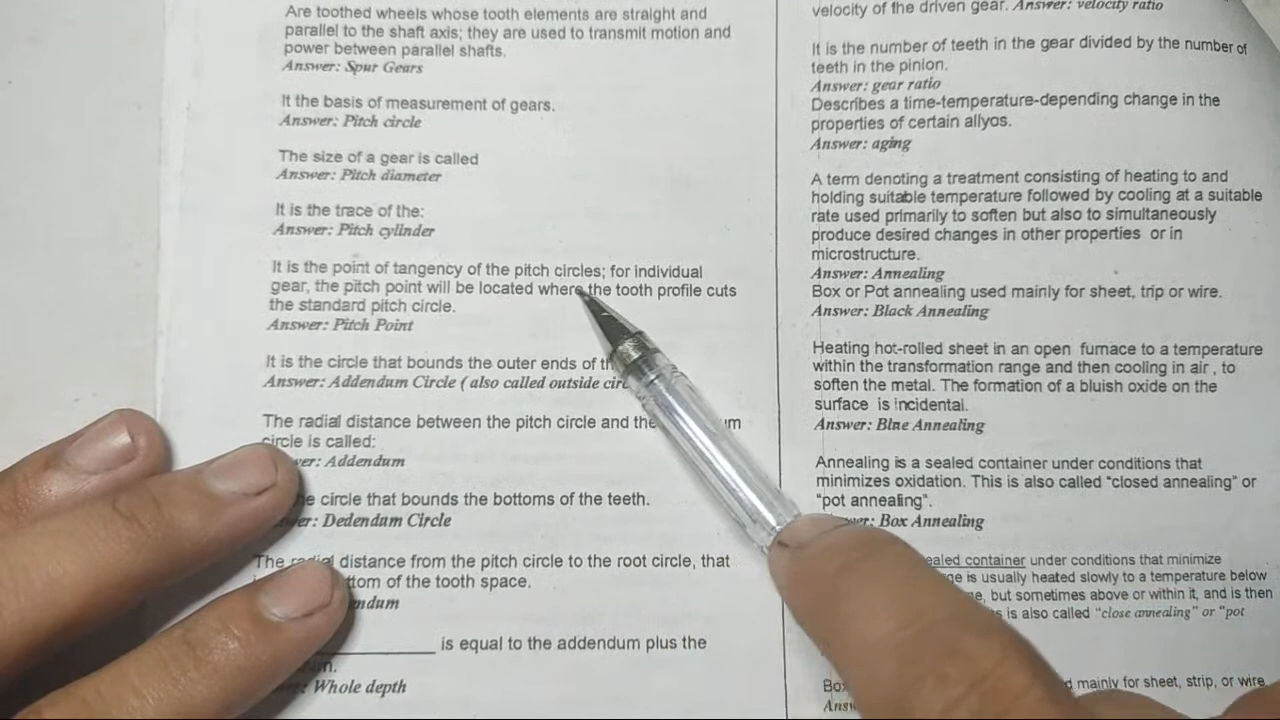 Are toothed wheels whose tooth elements are straight and
parallel to the shaft axis; they are used to transmit motion and
power between parallel shafts.
Answer: Spur Gears
It the basis of measurement of gears.
Answer: Pitch circle
The size of a gear is called
Answer: Pitch diameter
It is the trace of the:
Answer: Pitch cylinder
It is the point of tangency of the pitch circles; for individual
gear, the pitch point will be located where the tooth profile cuts
the standard pitch circle.
Answer: Pitch Point
It is the circle that bounds the outer ends of
Answer: Addendum Circle ( also called outside
The radial distance between the pitch circle and the
circle is called:
Addendum
circle that bounds the bottoms of the teeth.
Dedendum Circle
The distance from the pitch circle to the root circle, that
of the tooth space.
is equal to the addendum plus the
Whole depth
velocity of the driven gear. Answer: velocity ratio
It is the number of teeth in the gear divided by the number of
teeth in the pinion.
Answer: gear ratio
Describes a time-temperature-depending change in the
properties of certain allyos.
Answer: aging
A term denoting a treatment consisting of heating to and
holding suitable temperature followed by cooling at a suitable
rate used primarily to soften but also to simultaneously
produce desired changes in other properties or in
microstructure.
Answer: Annealing
Box or Pot annealing used mainly for sheet, trip or wire.
Answer: Black Annealing
Heating hot-rolled sheet in an open furnace to a temperature
within the transformation range and then cooling in air , to
soften the metal. The formation of a bluish oxide on the
surface is incidental.
Answer: Blne Annealing
Annealing is a sealed container under conditions that
minimizes oxidation. This is also called "closed annealing" or
"pot annealing".
Box Annealing
container under conditions that minimize
is usually heated slowly to a temperature below
but sometimes above or within it, and is then
is also called "close annealing" or "pot
mainly for sheet, strip, or wire